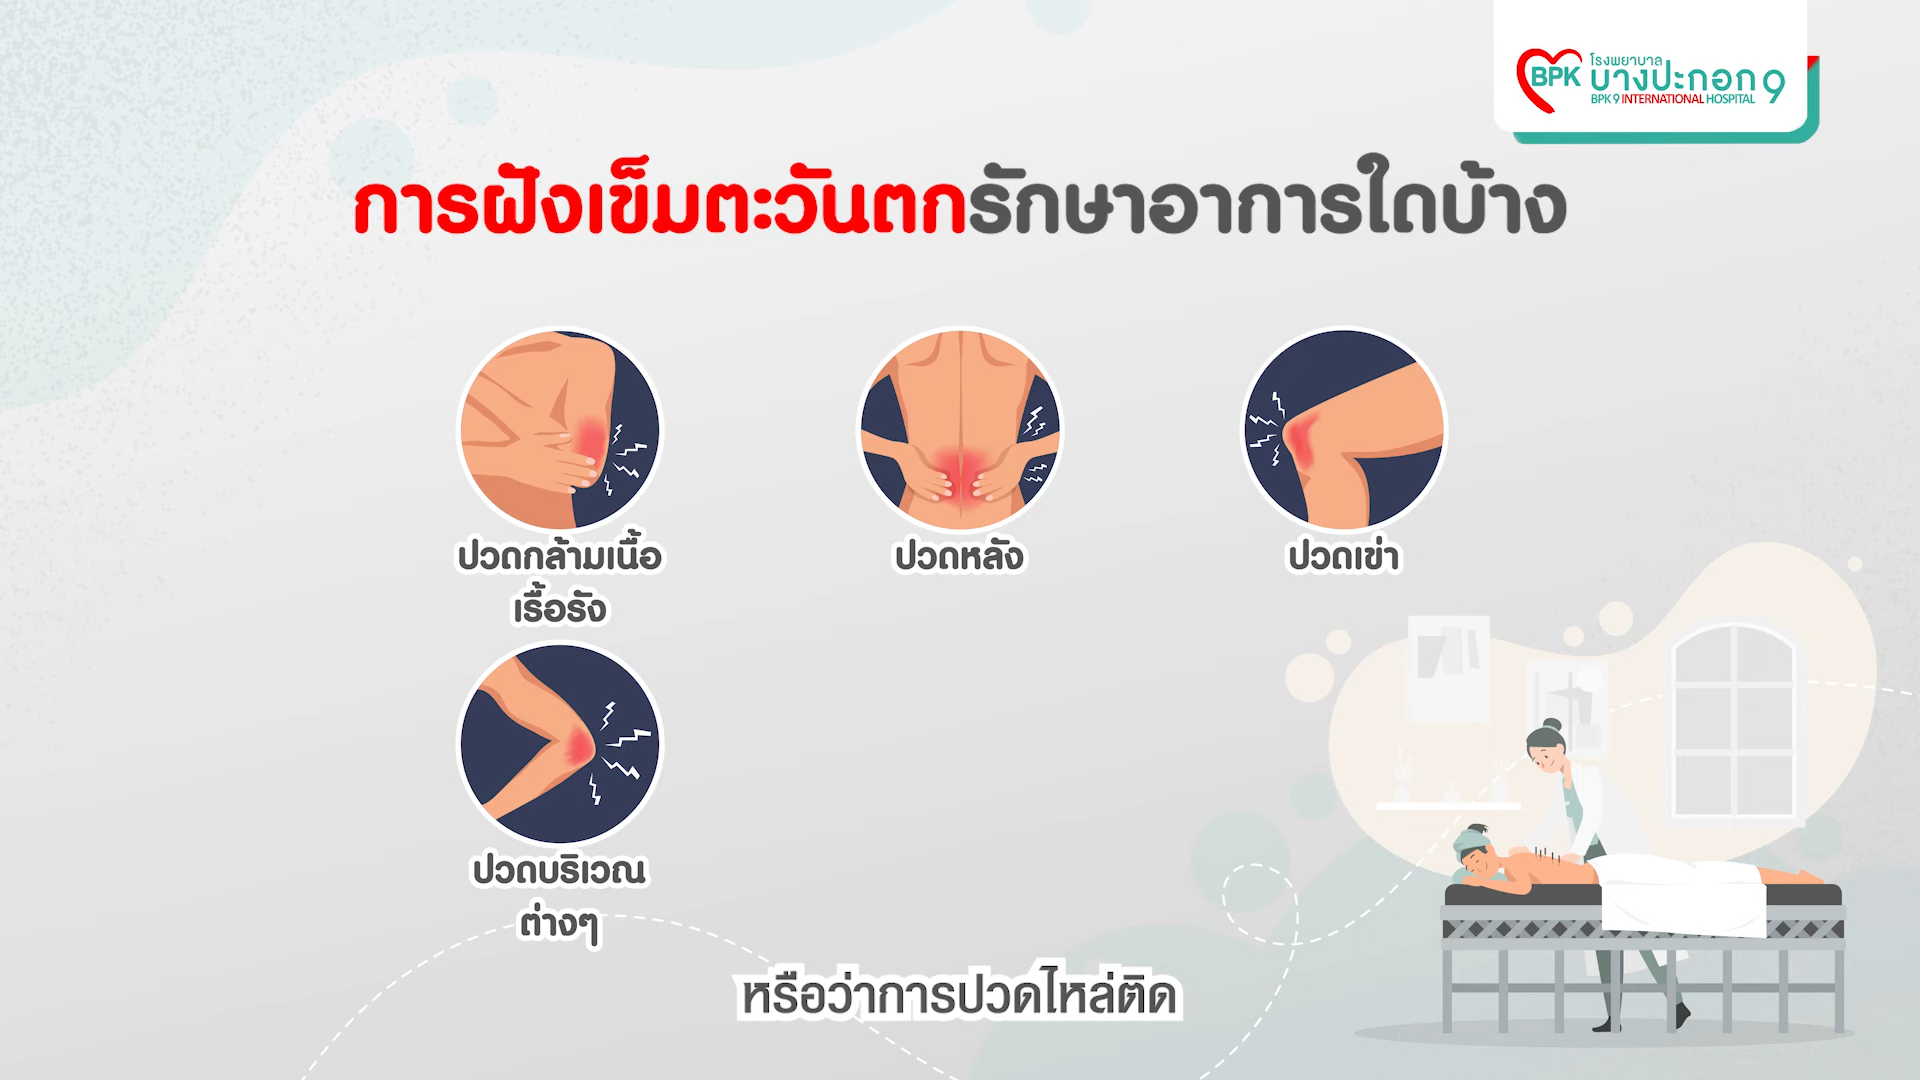 BPK
โรงพยาบาล
บางปะกอก 9
BPK 9 INTERNATIONAL HOSPITAL
การฝังเข็มตะวันตกรักษาอาการใดบ้าง
ปวดกล้ามเนื้อ
เรื้อรัง
ปวดหลัง
ปวดเข่า
ปวดบริเวณ
ต่างๆ
หรือว่าการปวดไหล่ติด